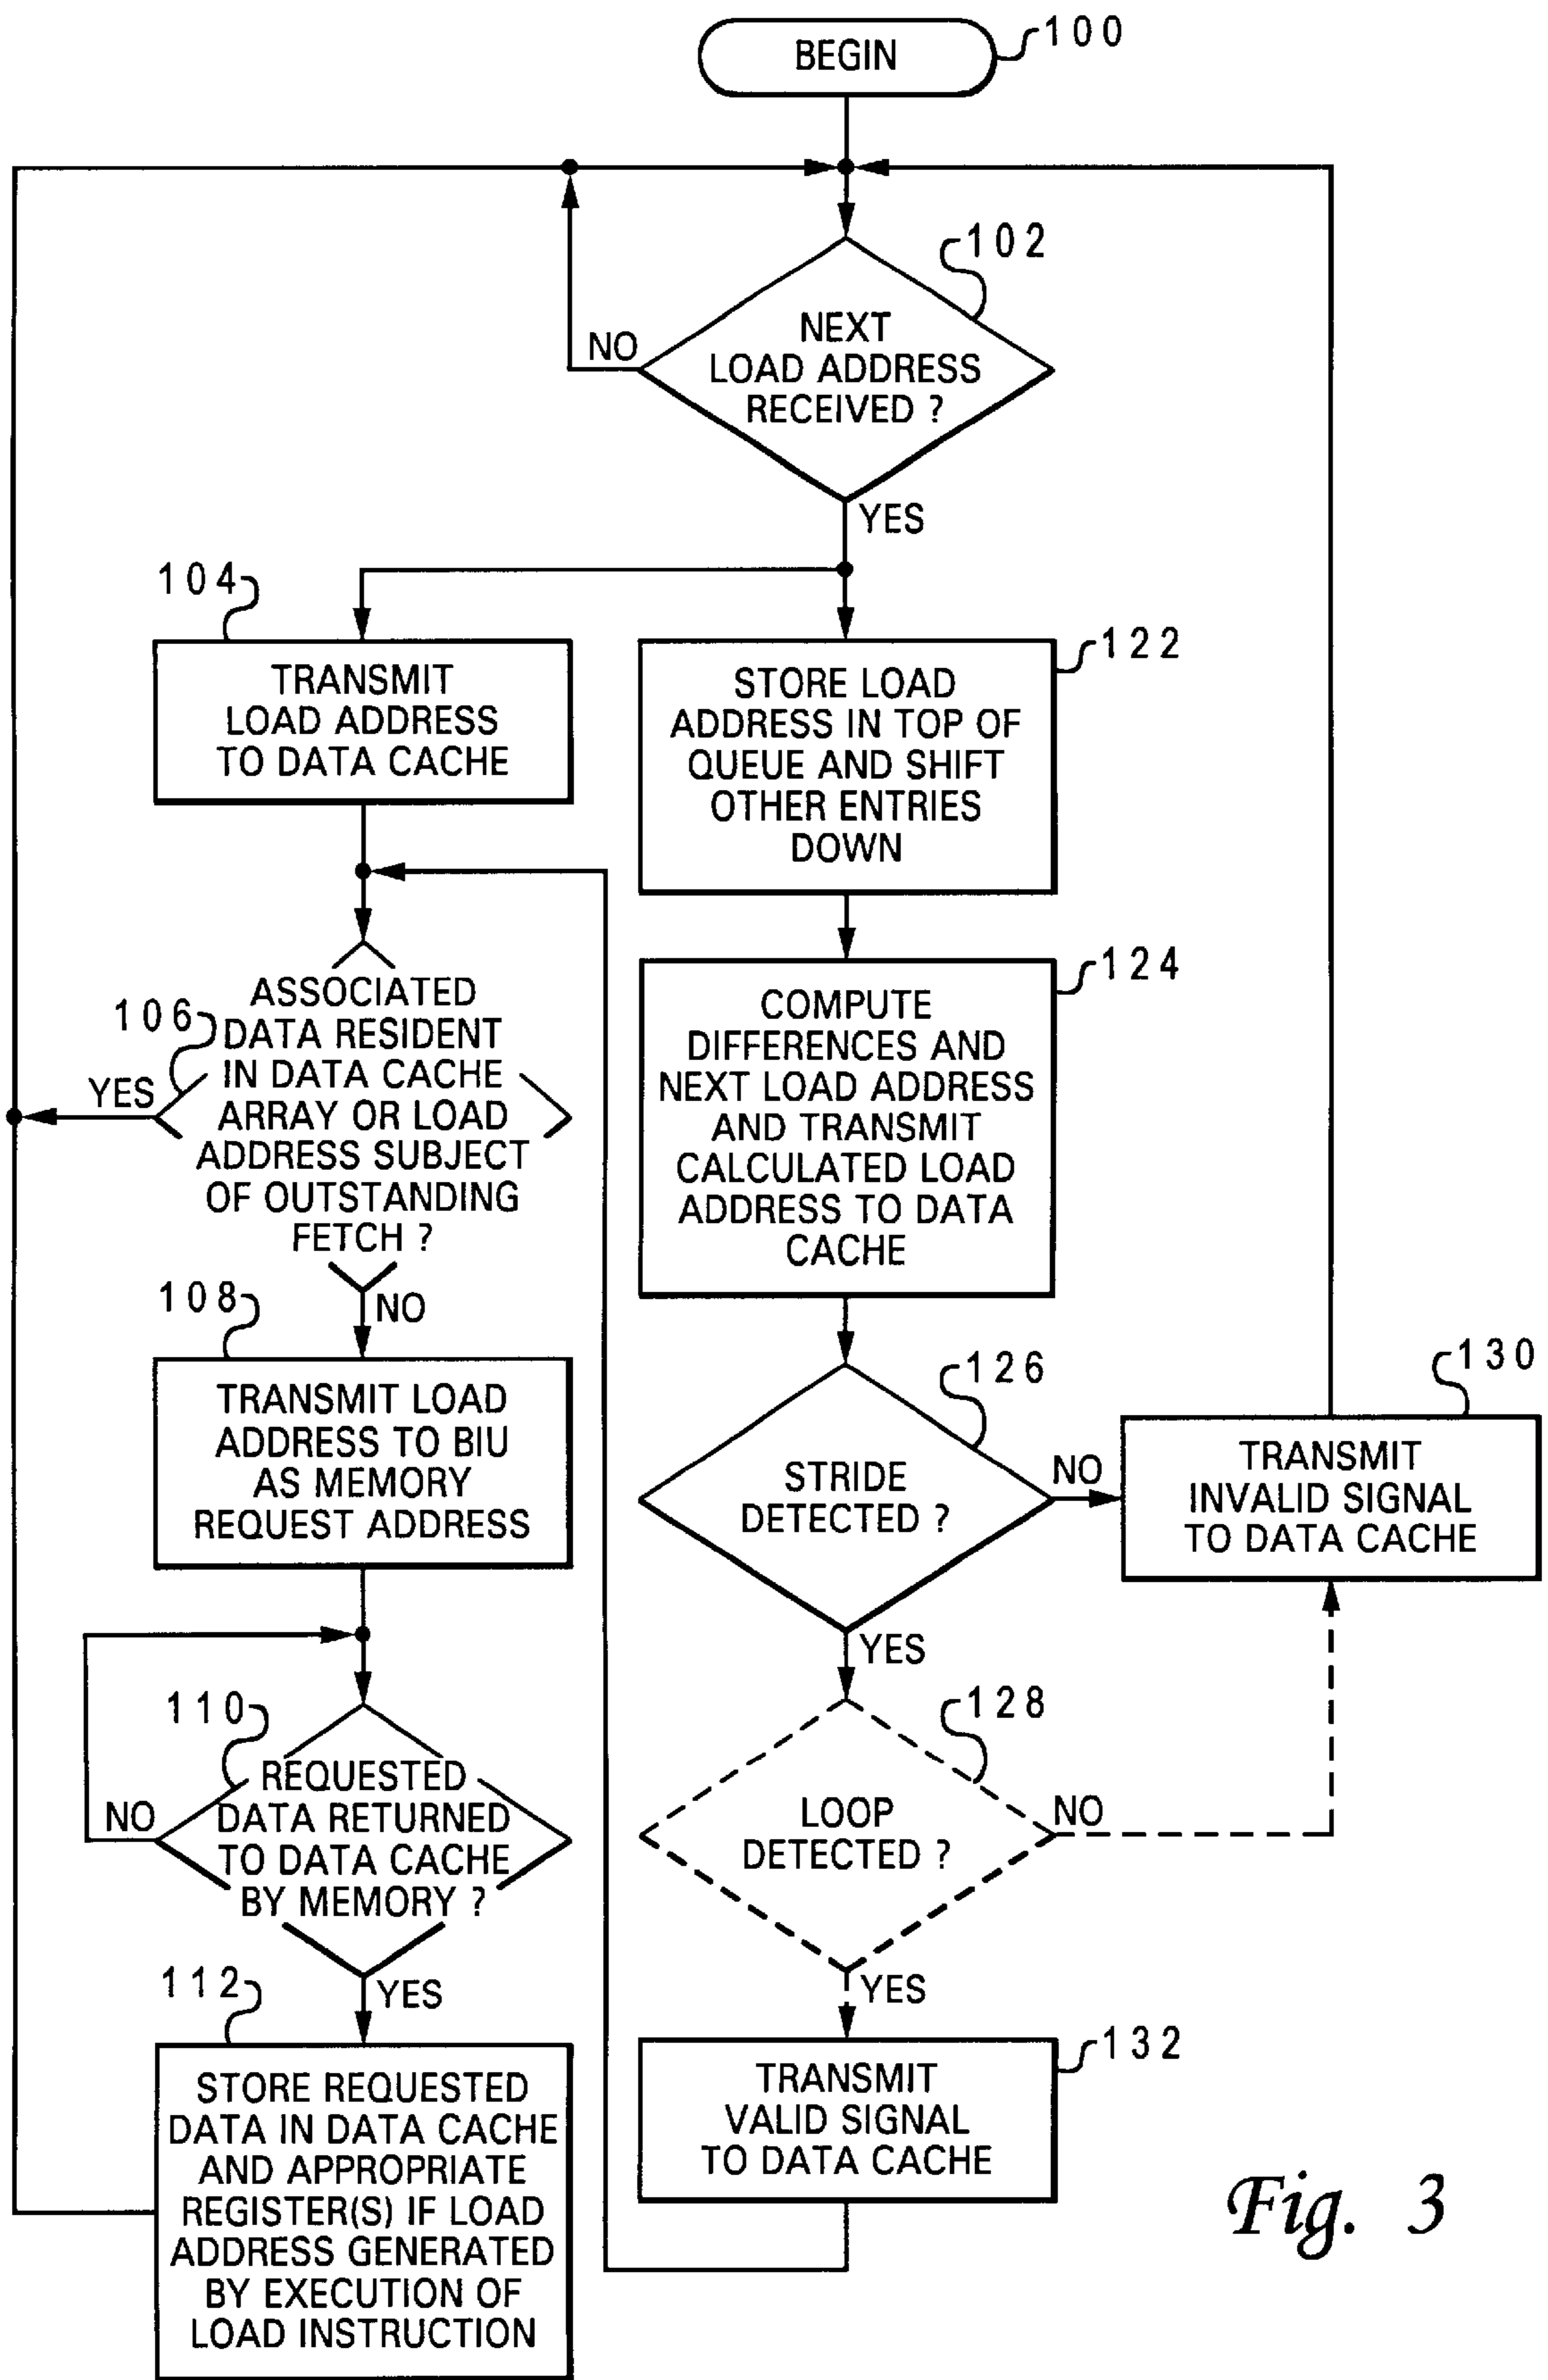 BEGIN
100
102
NEXT
LOAD ADDRESS
RECEIVED ?
NO
YES
104
TRANSMIT
LOAD ADDRESS
TO DATA CACHE
122
STORE LOAD
ADDRESS IN TOP OF
QUEUE AND SHIFT
OTHER ENTRIES
DOWN
106
ASSOCIATED
DATA RESIDENT
IN DATA CACHE
ARRAY OR LOAD
ADDRESS SUBJECT
OF OUTSTANDING
FETCH ?
YES
NO
124
COMPUTE
DIFFERENCES AND
NEXT LOAD ADDRESS
AND TRANSMIT
CALCULATED LOAD
ADDRESS TO DATA
CACHE
108
TRANSMIT LOAD
ADDRESS TO BIU
AS MEMORY
REQUEST ADDRESS
126
STRIDE
DETECTED ?
NO
YES
130
TRANSMIT
INVALID SIGNAL
TO DATA CACHE
110
REQUESTED
DATA RETURNED
TO DATA CACHE
BY MEMORY ?
NO
YES
128
LOOP
DETECTED ?
NO
YES
112
STORE REQUESTED
DATA IN DATA CACHE
AND APPROPRIATE
REGISTER(S) IF LOAD
ADDRESS GENERATED
BY EXECUTION OF
LOAD INSTRUCTION
132
TRANSMIT
VALID SIGNAL
TO DATA CACHE
Fig. 3